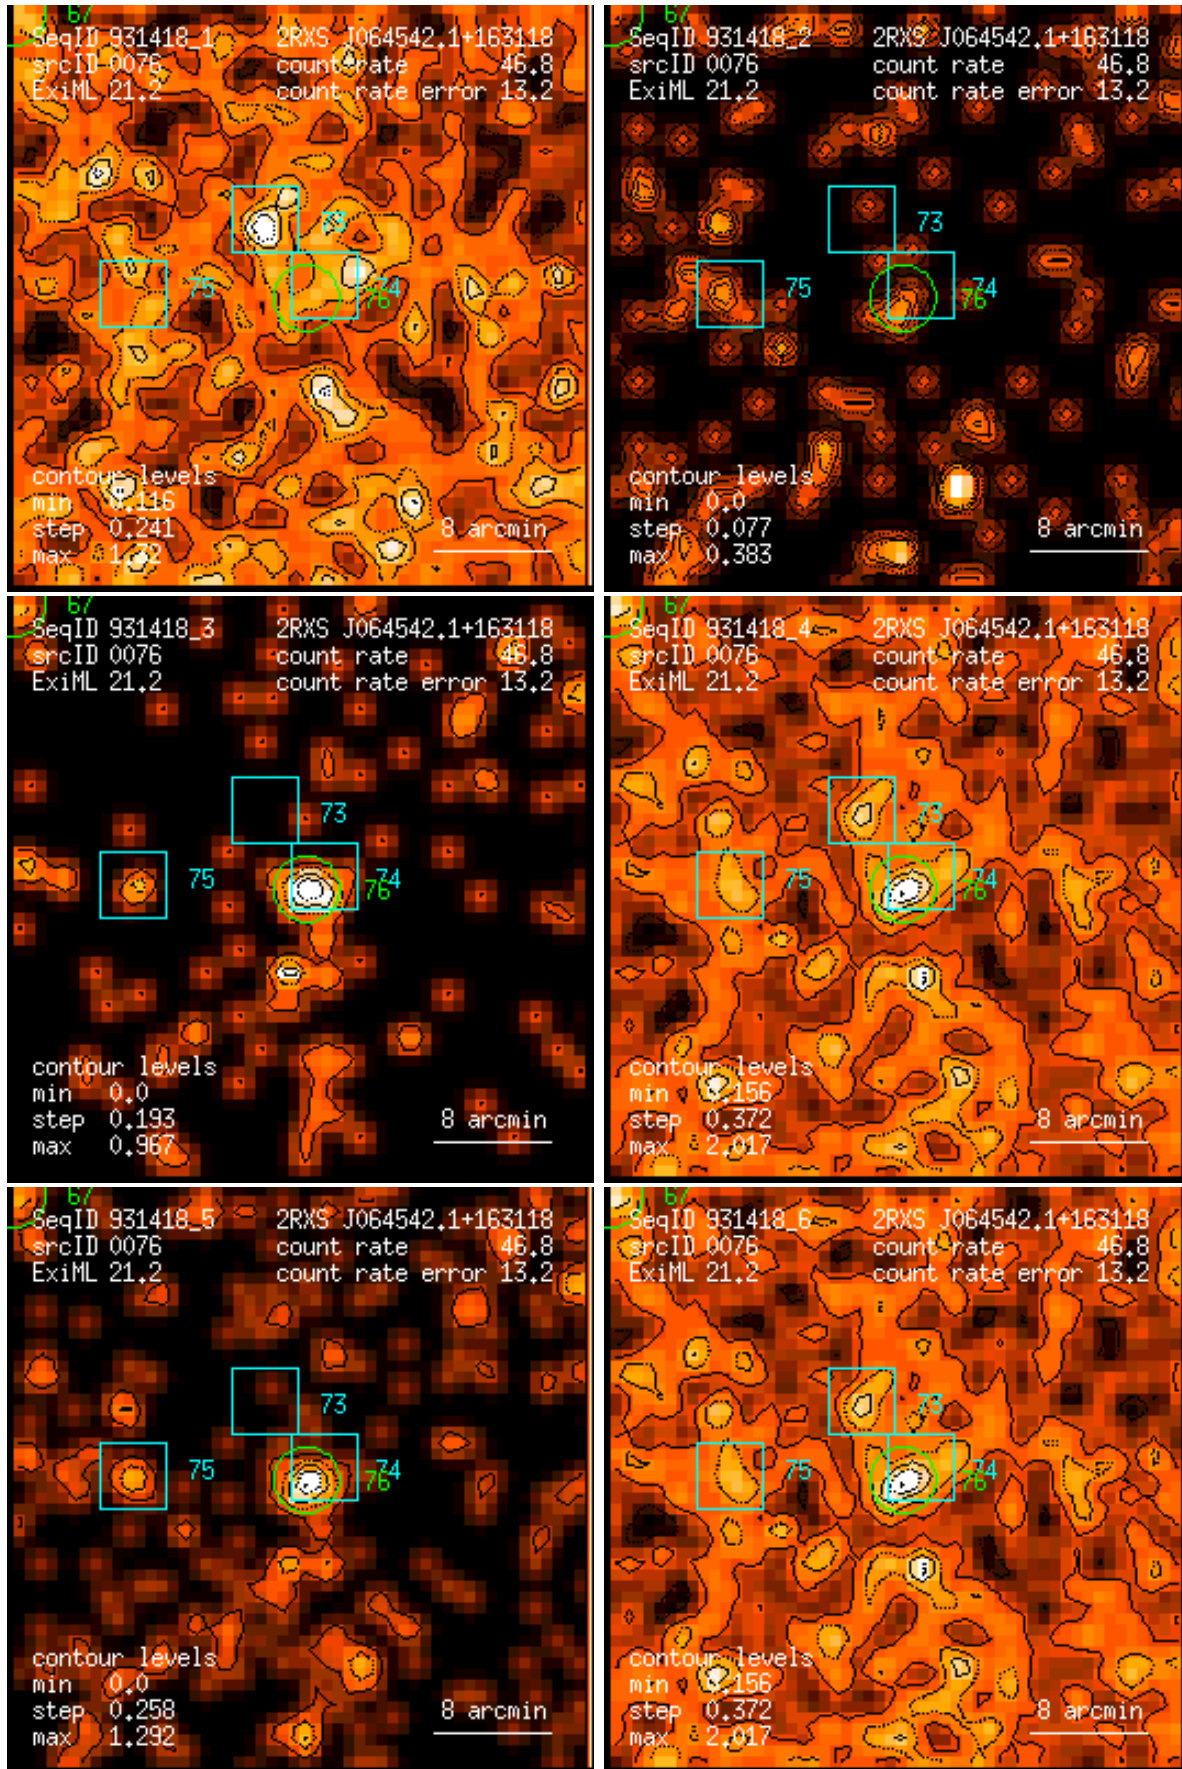 67
SeqID 931418_1 2RXS J064542.1+163118
srcID 0076 count rate 46.8
ExiML 21.2 count rate error 13.2
73
75 74
76
contour levels
min 0.116
step 0.241
max 1.32
8 arcmin
67
SeqID 931418_2 2RXS J064542.1+163118
srcID 0076 count rate 46.8
ExiML 21.2 count rate error 13.2
73
75 74
76
contour levels
min 0.0
step 0.077
max 0.383
8 arcmin
67
SeqID 931418_3 2RXS J064542.1+163118
srcID 0076 count rate 46.8
ExiML 21.2 count rate error 13.2
73
75 74
76
contour levels
min 0.0
step 0.193
max 0.967
8 arcmin
67
SeqID 931418_4 2RXS J064542.1+163118
srcID 0076 count rate 46.8
ExiML 21.2 count rate error 13.2
73
75 74
76
contour levels
min 0.156
step 0.372
max 2.017
8 arcmin
67
SeqID 931418_5 2RXS J064542.1+163118
srcID 0076 count rate 46.8
ExiML 21.2 count rate error 13.2
73
75 74
76
contour levels
min 0.0
step 0.258
max 1.292
8 arcmin
67
SeqID 931418_6 2RXS J064542.1+163118
srcID 0076 count rate 46.8
ExiML 21.2 count rate error 13.2
73
75 74
76
contour levels
min 0.156
step 0.372
max 2.017
8 arcmin